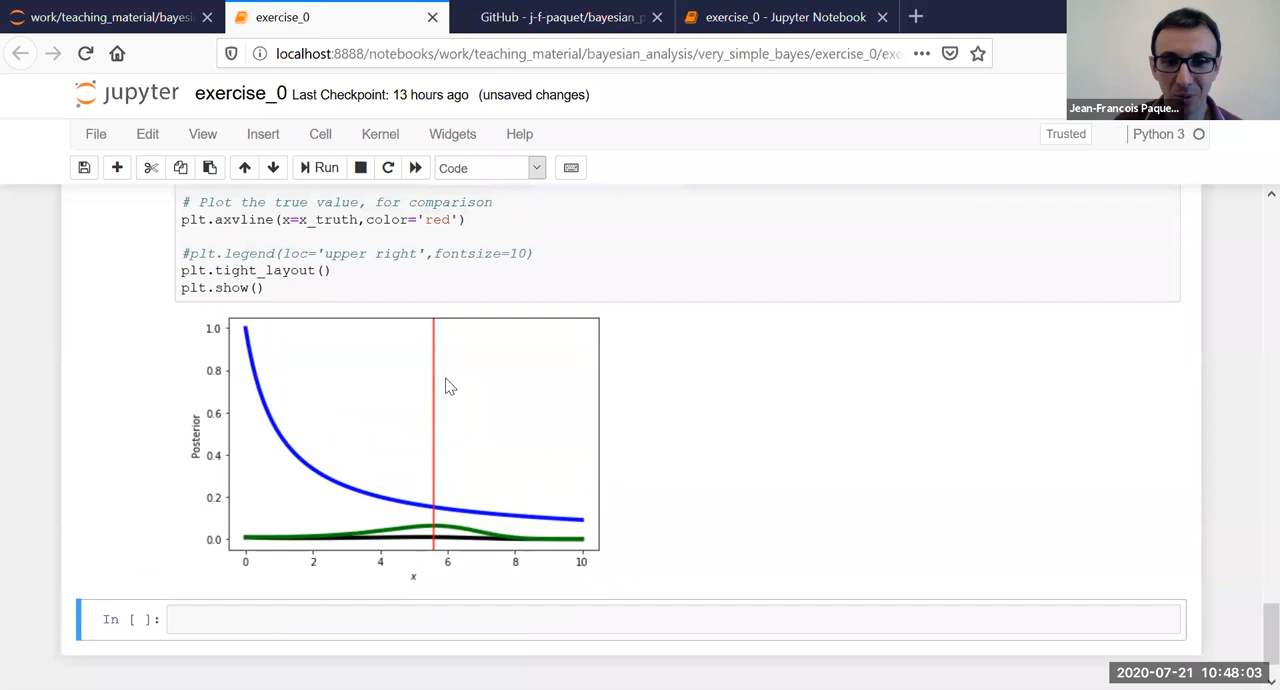 work/teaching_material/bayesi
exercise_0
GitHub - j-f-paquet/bayesian_p
exercise_0 - Jupyter Notebook
localhost:8888/notebooks/work/teaching_material/bayesian_analysis/very_simple_bayes/exercise_0/exe
jupyter exercise_0 Last Checkpoint: 13 hours ago (unsaved changes)
Jean-Francois Paque...
File Edit View Insert Cell Kernel Widgets Help
Trusted Python 3
Run Code
# Plot the true value, for comparison
plt.axvline(x=x_truth,color='red')
#plt.legend(loc='upper right',fontsize=10)
plt.tight_layout()
plt.show()
1.0
0.8
0.6
0.4
0.2
0.0
Posterior
0 2 4 6 8 10
x
In [ ]:
2020-07-21 10:48:03